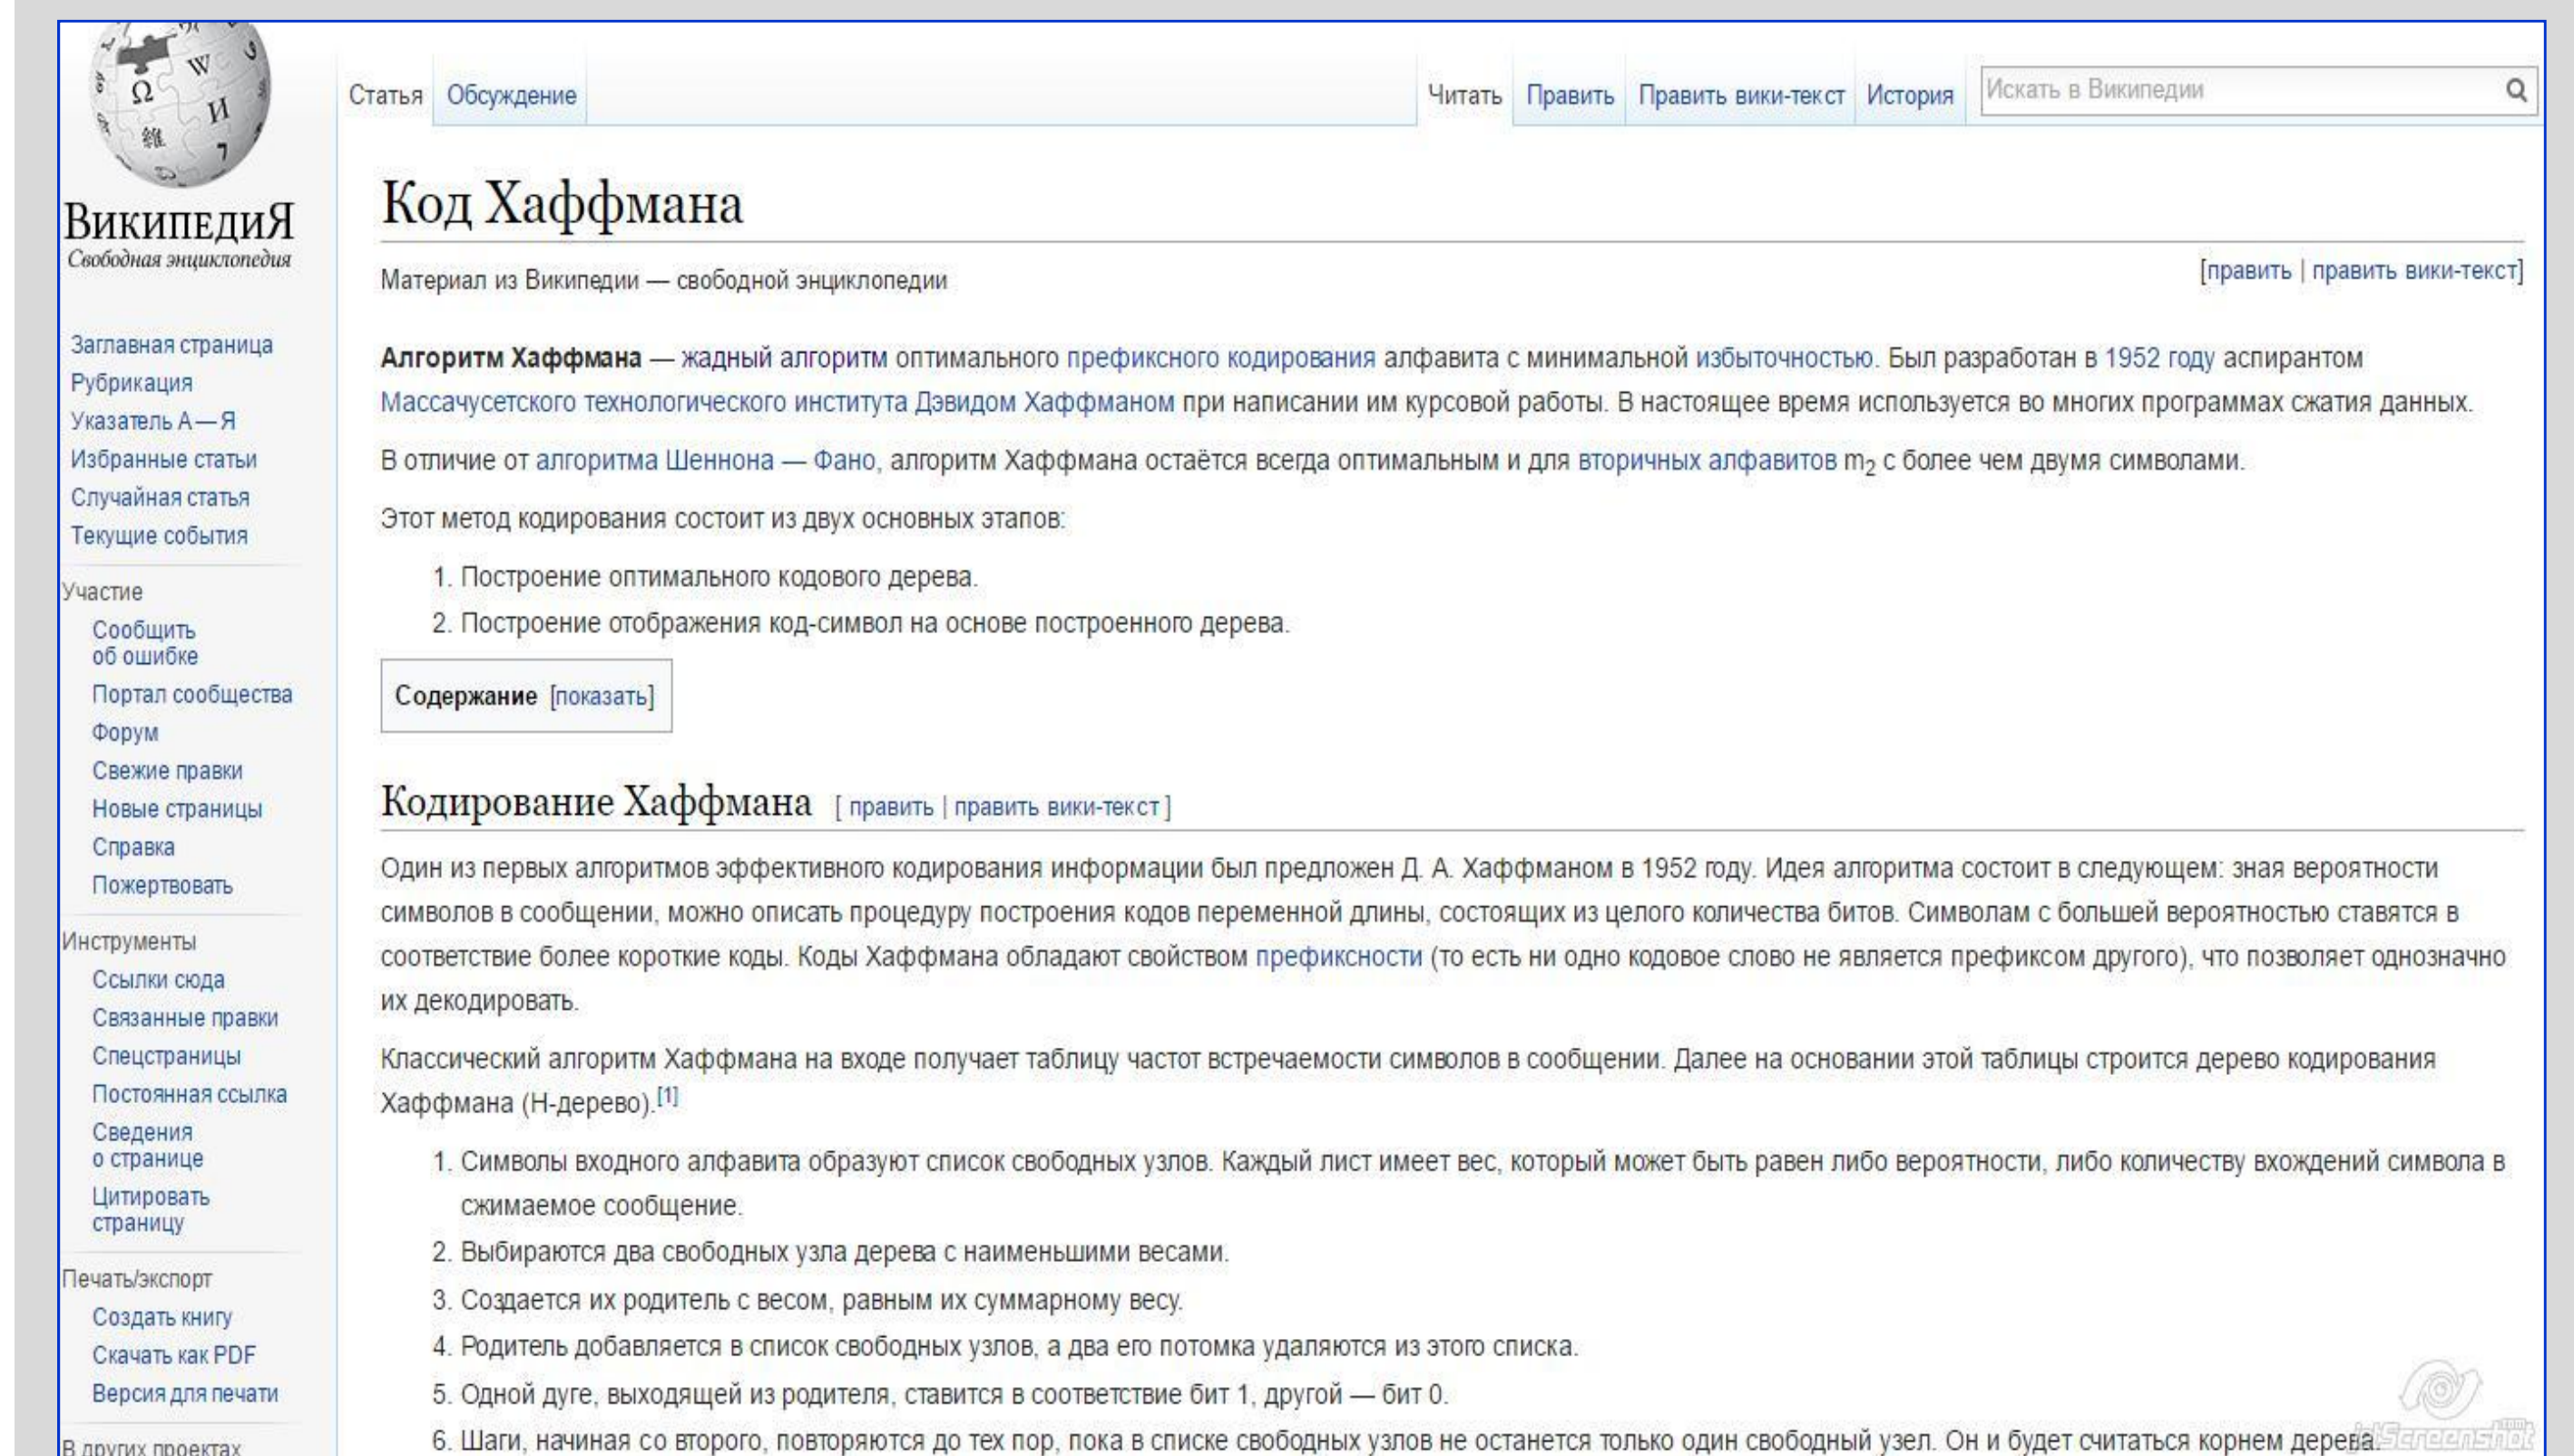 ВикипедиЯ
Свободная энциклопедия
Заглавная страница
Рубрикация
Указатель А — Я
Избранные статьи
Случайная статья
Текущие события
Участие
Сообщить
об ошибке
Портал сообщества
Форум
Свежие правки
Новые страницы
Справка
Пожертвовать
Инструменты
Ссылки сюда
Связанные правки
Спецстраницы
Постоянная ссылка
Сведения
о странице
Цитировать
страницу
Печать/экспорт
Создать книгу
Скачать как PDF
Версия для печати
В других проектах
Статья Обсуждение Читать Править Править вики-текст История Искать в Википедии
Код Хаффмана
Материал из Википедии — свободной энциклопедии [править | править вики-текст]
Алгоритм Хаффмана — жадный алгоритм оптимального префиксного кодирования алфавита с минимальной избыточностью. Был разработан в 1952 году аспирантом
Массачусетского технологического института Дэвидом Хаффманом при написании им курсовой работы. В настоящее время используется во многих программах сжатия данных.
В отличие от алгоритма Шеннона — Фано, алгоритм Хаффмана остаётся всегда оптимальным и для вторичных алфавитов m₂ с более чем двумя символами.
Этот метод кодирования состоит из двух основных этапов:
1. Построение оптимального кодового дерева.
2. Построение отображения код-символ на основе построенного дерева.
Содержание [показать]
Кодирование Хаффмана [ править | править вики-текст ]
Один из первых алгоритмов эффективного кодирования информации был предложен Д. А. Хаффманом в 1952 году. Идея алгоритма состоит в следующем: зная вероятности
символов в сообщении, можно описать процедуру построения кодов переменной длины, состоящих из целого количества битов. Символам с большей вероятностью ставятся в
соответствие более короткие коды. Коды Хаффмана обладают свойством префиксности (то есть ни одно кодовое слово не является префиксом другого), что позволяет однозначно
их декодировать.
Классический алгоритм Хаффмана на входе получает таблицу частот встречаемости символов в сообщении. Далее на основании этой таблицы строится дерево кодирования
Хаффмана (Н-дерево).[1]
1. Символы входного алфавита образуют список свободных узлов. Каждый лист имеет вес, который может быть равен либо вероятности, либо количеству вхождений символа в
сжимаемое сообщение.
2. Выбираются два свободных узла дерева с наименьшими весами.
3. Создается их родитель с весом, равным их суммарному весу.
4. Родитель добавляется в список свободных узлов, а два его потомка удаляются из этого списка.
5. Одной дуге, выходящей из родителя, ставится в соответствие бит 1, другой — бит 0.
6. Шаги, начиная со второго, повторяются до тех пор, пока в списке свободных узлов не останется только один свободный узел. Он и будет считаться корнем дерева.